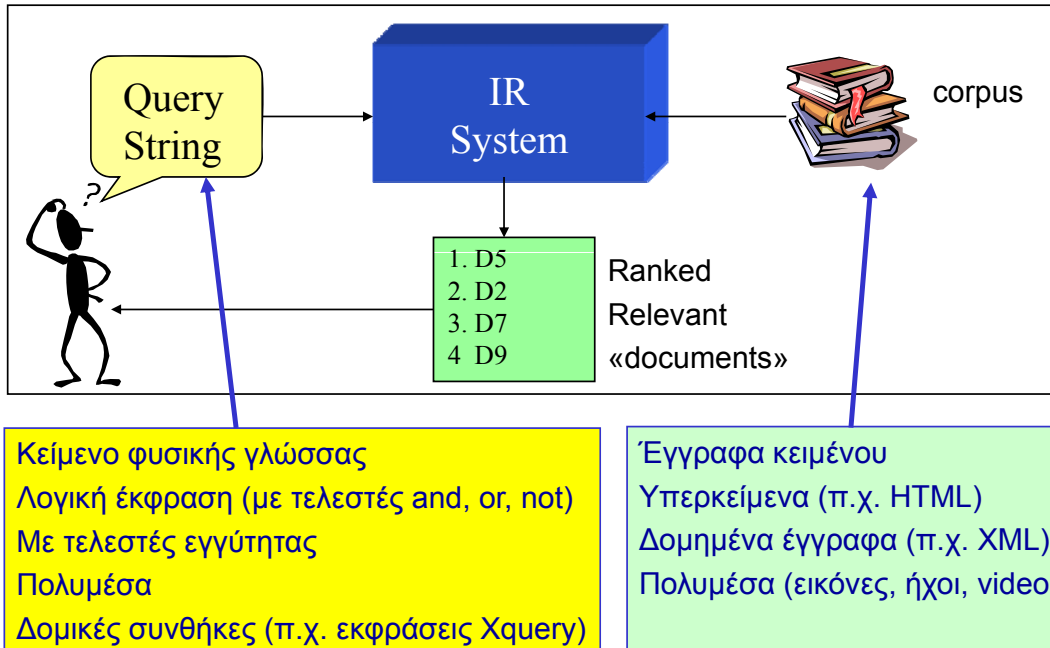 Query
String
?
IR
System
corpus
1. D5
2. D2
3. D7
4 D9
Ranked
Relevant
«documents»
Κείμενο φυσικής γλώσσας
Λογική έκφραση (με τελεστές and, or, not)
Με τελεστές εγγύτητας
Πολυμέσα
Δομικές συνθήκες (π.χ. εκφράσεις Xquery)
Έγγραφα κειμένου
Υπερκείμενα (π.χ. HTML)
Δομημένα έγγραφα (π.χ. XML)
Πολυμέσα (εικόνες, ήχοι, video